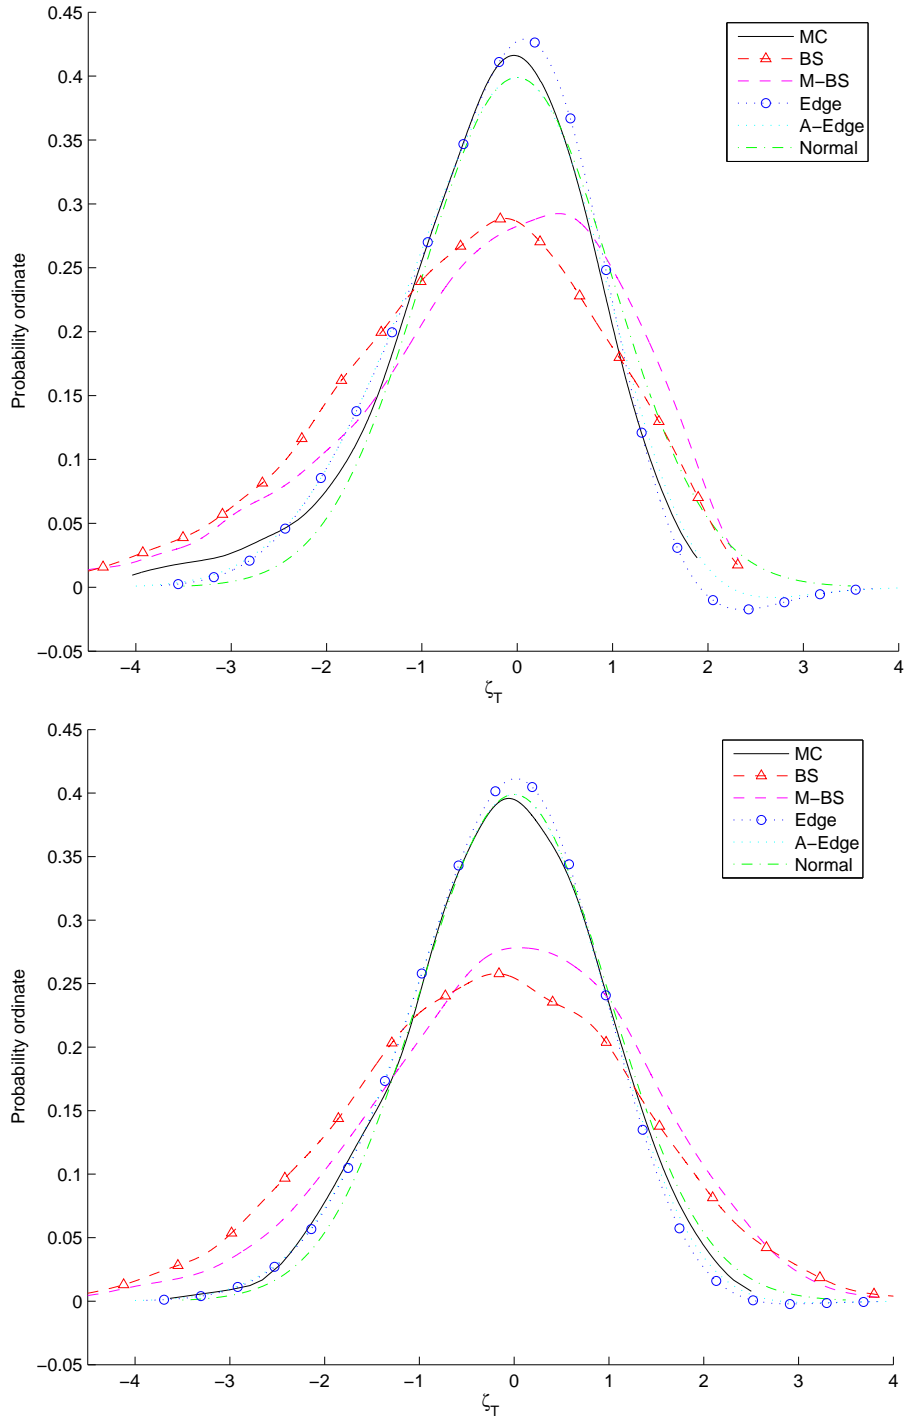 0.45
0.4
0.35
0.3
0.25
0.2
0.15
0.1
0.05
0
−0.05
Probability ordinate
−4 −3 −2 −1 0 1 2 3 4
ζT
MC
BS
M−BS
Edge
A−Edge
Normal
0.45
0.4
0.35
0.3
0.25
0.2
0.15
0.1
0.05
0
−0.05
Probability ordinate
−4 −3 −2 −1 0 1 2 3 4
ζT
MC
BS
M−BS
Edge
A−Edge
Normal